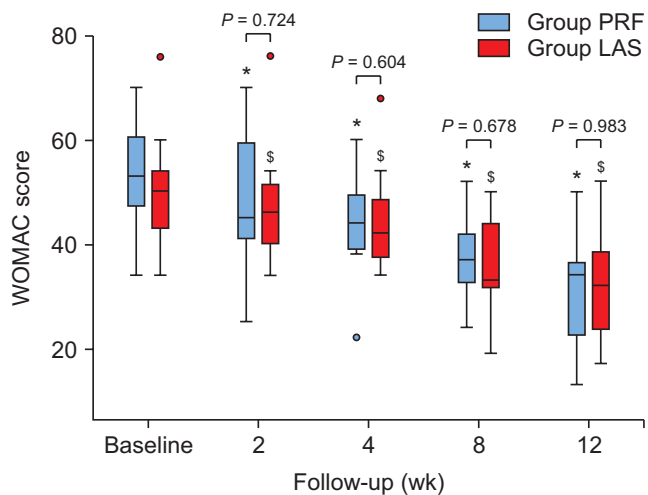 Group PRF
Group LAS
P = 0.724
P = 0.604
P = 0.678
P = 0.983
* $
* $
* $
* $
80
60
40
20
WOMAC score
Baseline 2 4 8 12
Follow-up (wk)